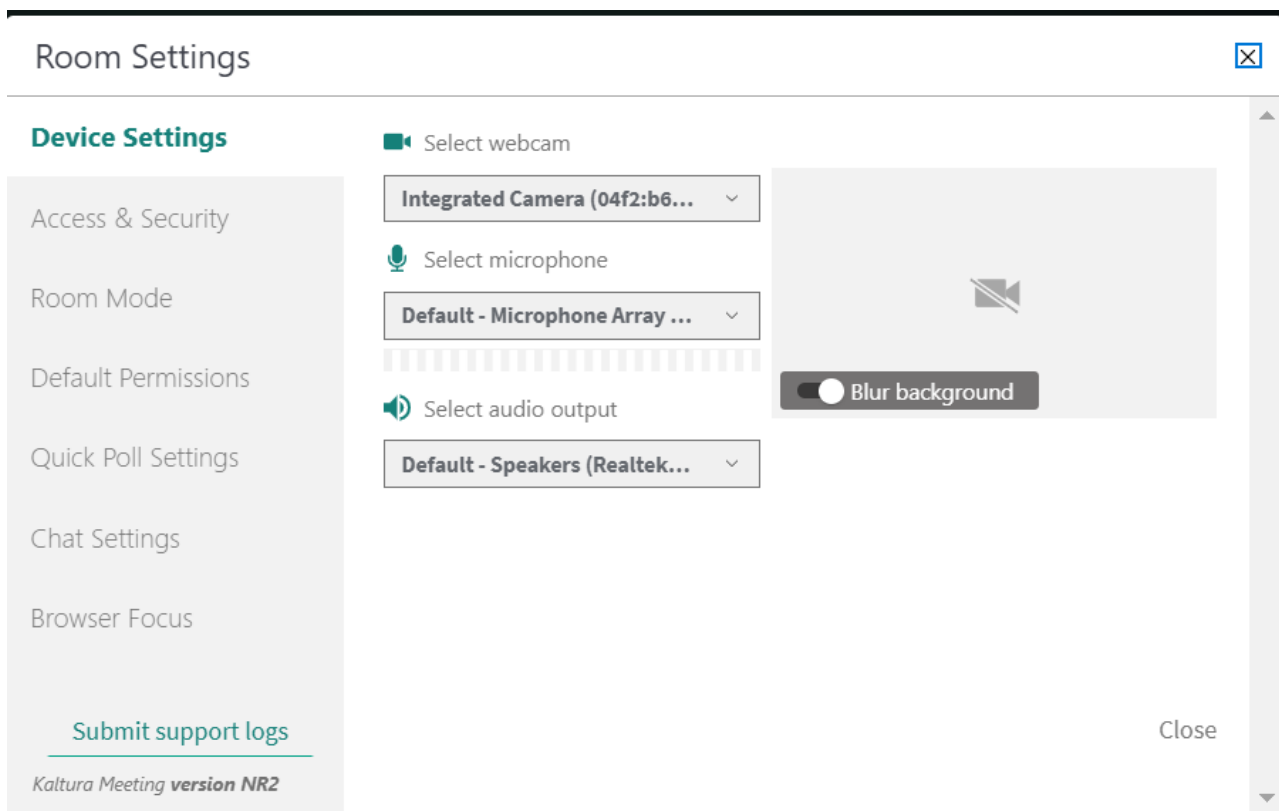 Room Settings
Device Settings
Access & Security
Room Mode
Default Permissions
Quick Poll Settings
Chat Settings
Browser Focus
Submit support logs
Kaltura Meeting version NR2
Select webcam
Integrated Camera (04f2:b6...
Select microphone
Default - Microphone Array ...
Select audio output
Default - Speakers (Realtek...
Blur background
Close